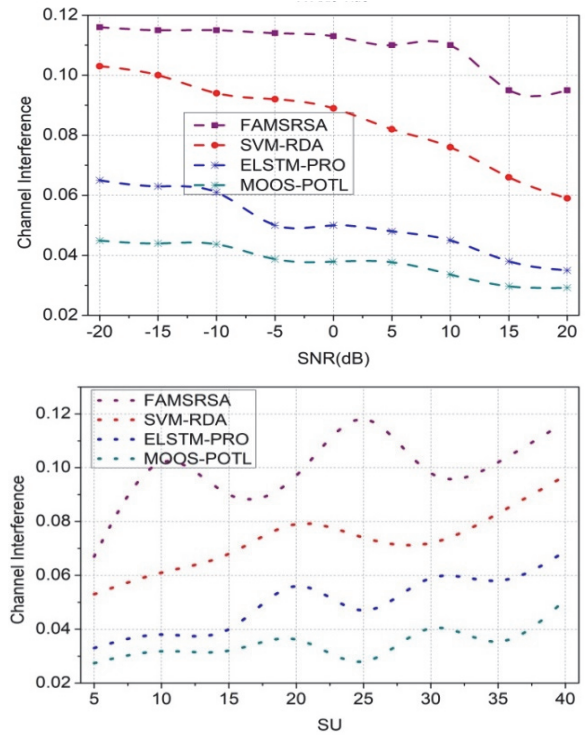 0.12
0.10
0.08
0.06
0.04
0.02
Channel Interference
FAMSRSA
SVM-RDA
ELSTM-PRO
MOOS-POTL
-20 -15 -10 -5 0 5 10 15 20
SNR(dB)
0.12
0.10
0.08
0.06
0.04
0.02
Channel Interference
FAMSRSA
SVM-RDA
ELSTM-PRO
MOOS-POTL
5 10 15 20 25 30 35 40
SU